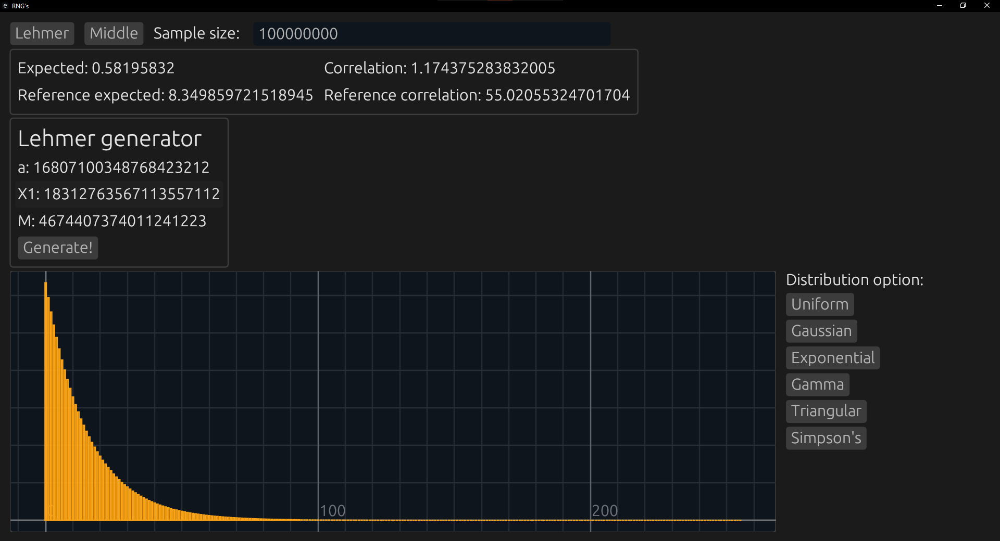 e RNG's
Lehmer Middle Sample size: 100000000
Expected: 0.58195832 Correlation: 1.174375283832005
Reference expected: 8.349859721518945 Reference correlation: 55.02055324701704
Lehmer generator
a: 16807100348768423212
X1: 18312763567113557112
M: 4674407374011241223
Generate!
Distribution option:
Uniform
Gaussian
Exponential
Gamma
Triangular
Simpson's
0 100 200